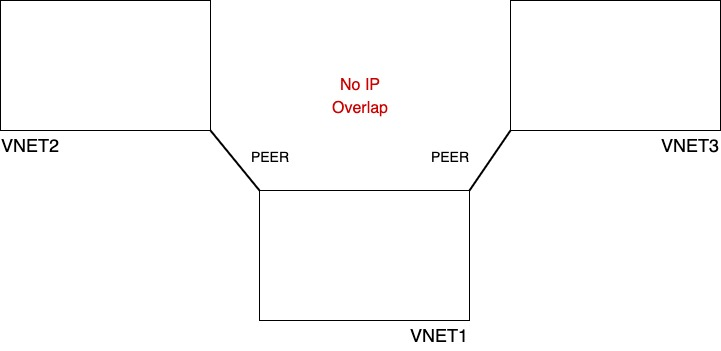 No IP
Overlap
VNET2
PEER
PEER
VNET3
VNET1